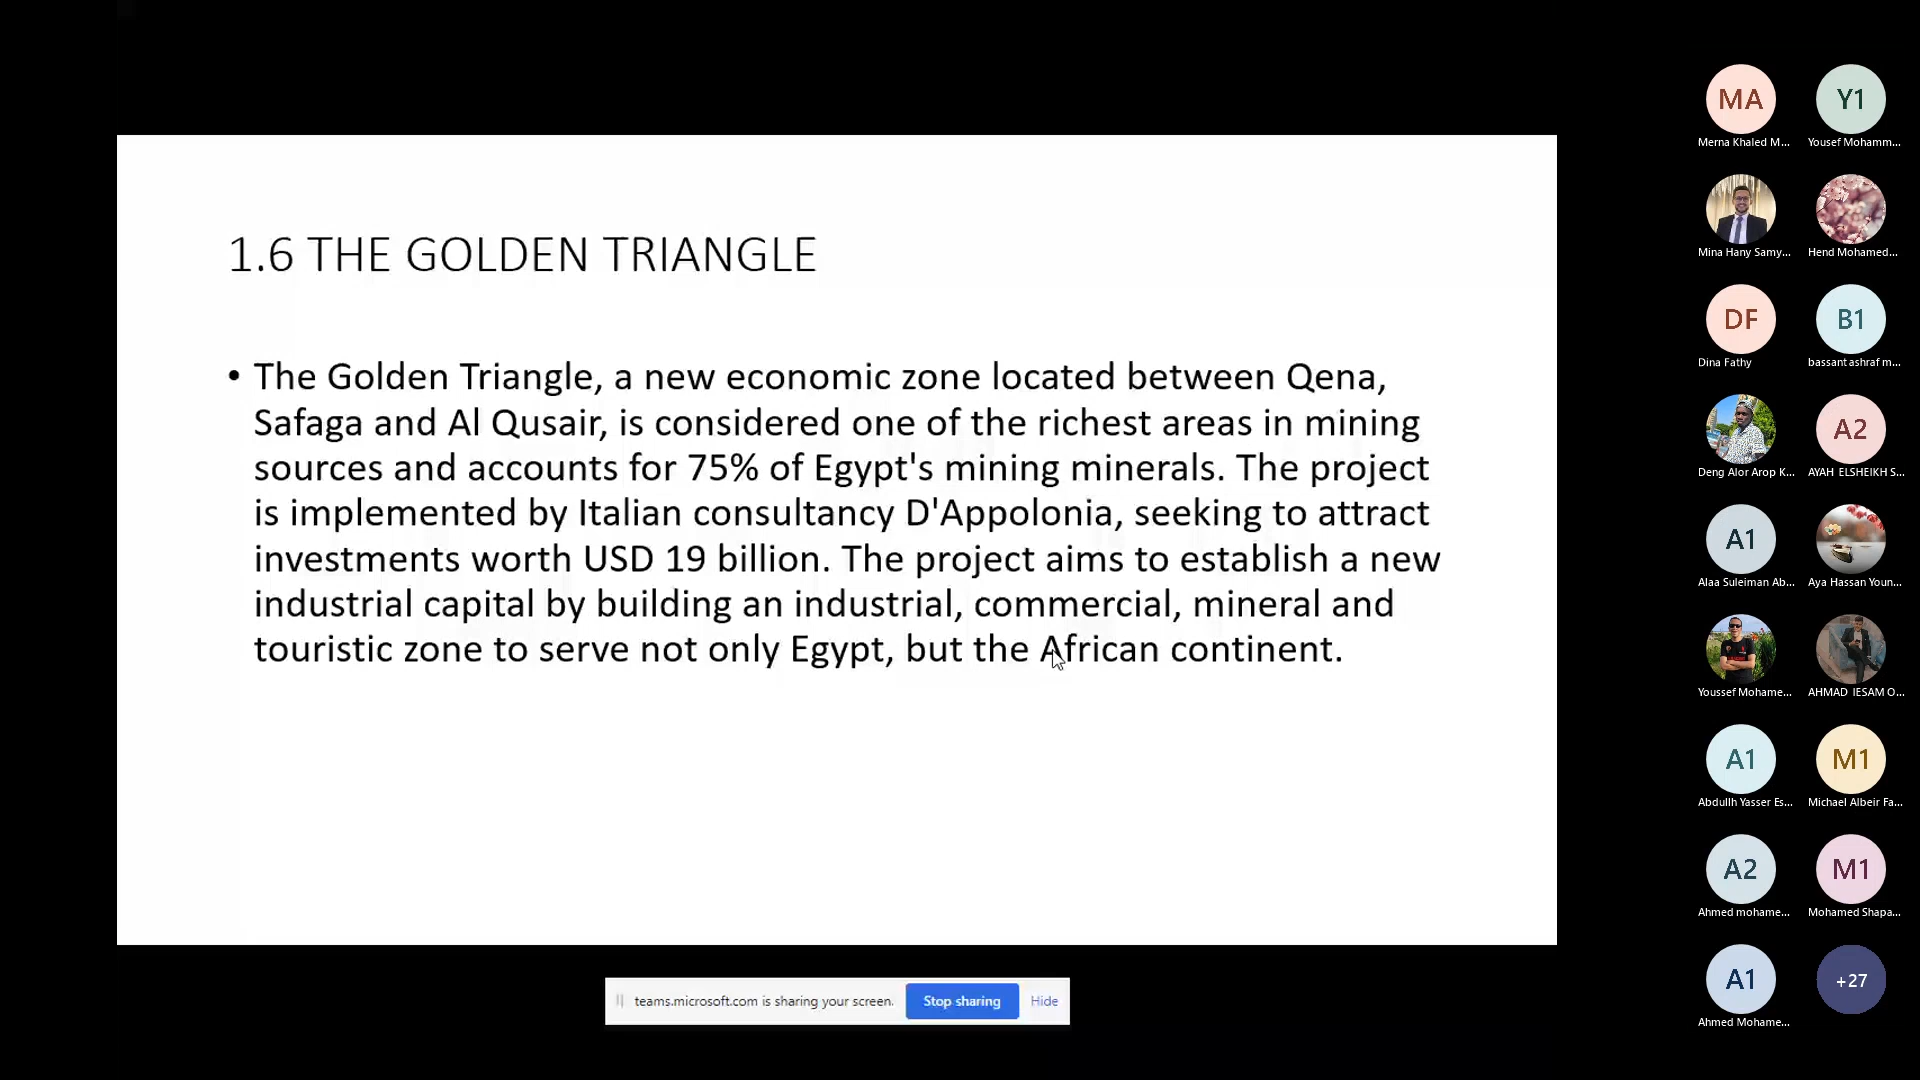 1.6 THE GOLDEN TRIANGLE
• The Golden Triangle, a new economic zone located between Qena,
Safaga and Al Qusair, is considered one of the richest areas in mining
sources and accounts for 75% of Egypt's mining minerals. The project
is implemented by Italian consultancy D'Appolonia, seeking to attract
investments worth USD 19 billion. The project aims to establish a new
industrial capital by building an industrial, commercial, mineral and
touristic zone to serve not only Egypt, but the African continent.
teams.microsoft.com is sharing your screen. Stop sharing Hide
MA Y1
Merna Khaled M... Yousef Mohamm...
Mina Hany Samy... Hend Mohamed...
DF B1
Dina Fathy bassant ashraf m...
A2
Deng Alor Arop K... AYAH ELSHEIKH S...
A1
Alaa Suleiman Ab... Aya Hassan Youn...
Youssef Mohame... AHMAD IESAM O...
A1 M1
Abdullh Yasser Es... Michael Albeir Fa...
A2 M1
Ahmed mohame... Mohamed Shapa...
A1 +27
Ahmed Mohame...